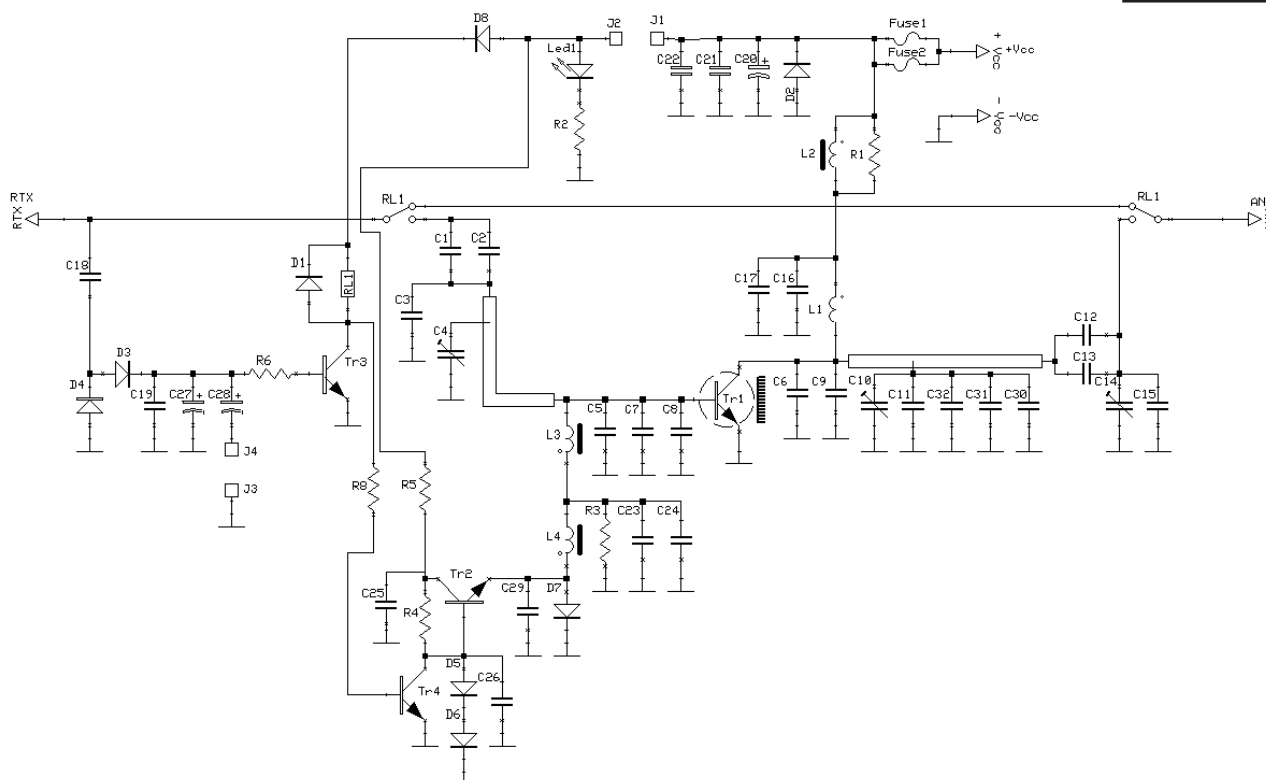 D8
J2
J1
Led1
R2
C22
C21
C20
+
D2
Fuse1
Fuse2
+
+Vcc
-
-Vcc
L2
R1
RTX
RTX
RL1
RL1
C18
D1
RL1
C1
C2
C3
C4
C17
C16
L1
C12
C13
D3
R6
Tr3
D4
C19
C27
+
C28
+
J4
J3
Tr1
C6
C9
C10
C11
C32
C31
C30
C14
C15
L3
C5
C7
C8
R8
R5
L4
R3
C23
C24
Tr2
C25
R4
C29
D7
D5
Tr4
C26
D6